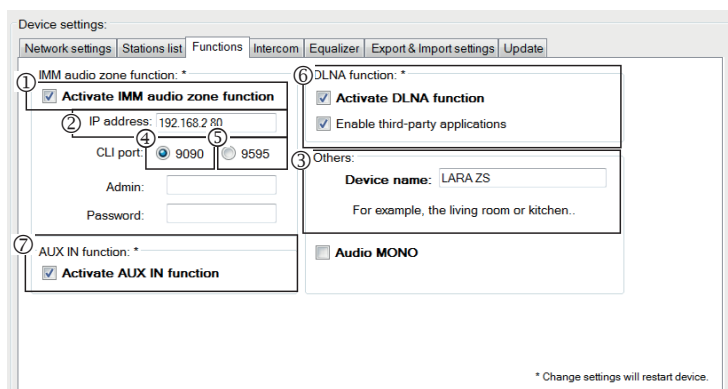 Device settings:
Network settings Stations list Functions Intercom Equalizer Export & Import settings Update
IMM audio zone function: *
① Activate IMM audio zone function
② IP address: 192.168.2.80
CLI port: ④ 9090 ⑤ 9595
Admin:
Password:
⑦ AUX IN function: *
Activate AUX IN function
⑥ DLNA function: *
Activate DLNA function
Enable third-party applications
③ Others:
Device name: LARA ZS
For example, the living room or kitchen..
Audio MONO
* Change settings will restart device.